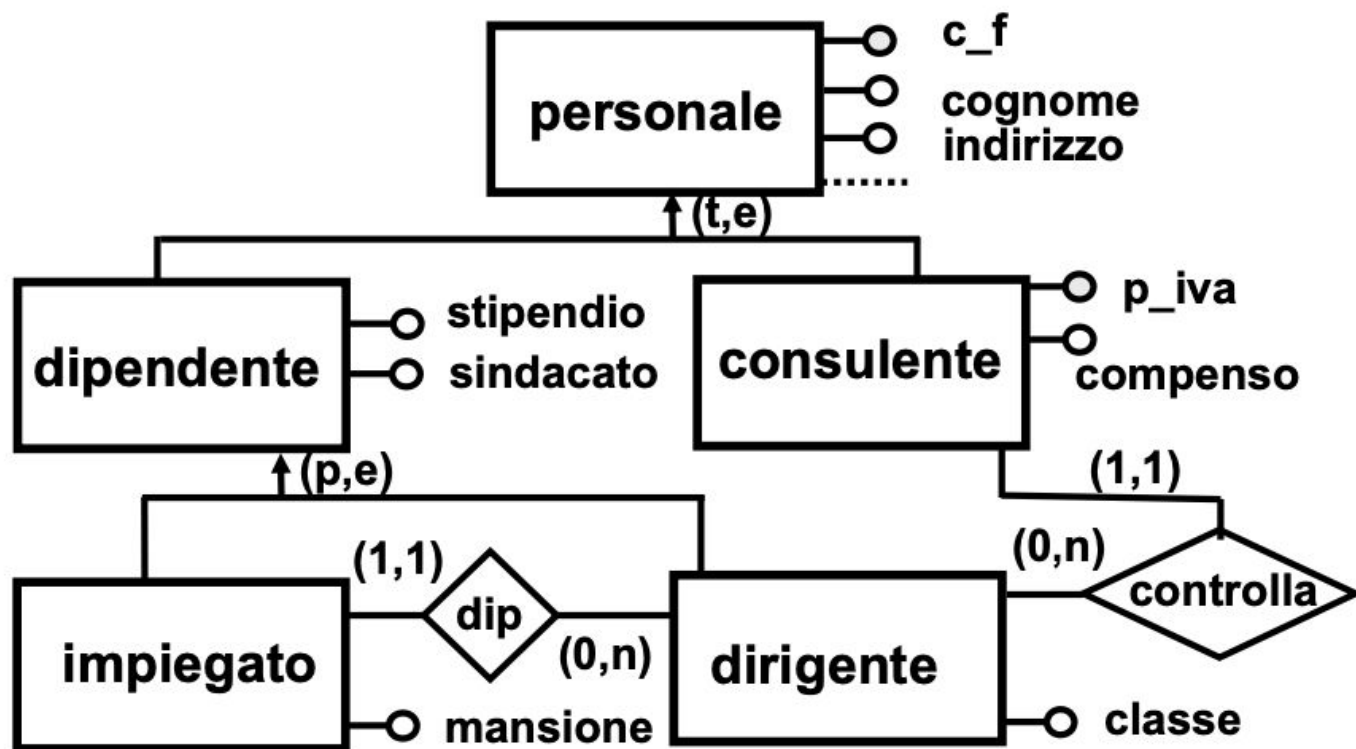 c_f
personale
cognome
indirizzo
(t,e)
dipendente
stipendio
sindacato
consulente
p_iva
compenso
(p,e)
(1,1)
(1,1)
dip
(0,n)
(0,n)
controlla
impiegato
dirigente
mansione
classe